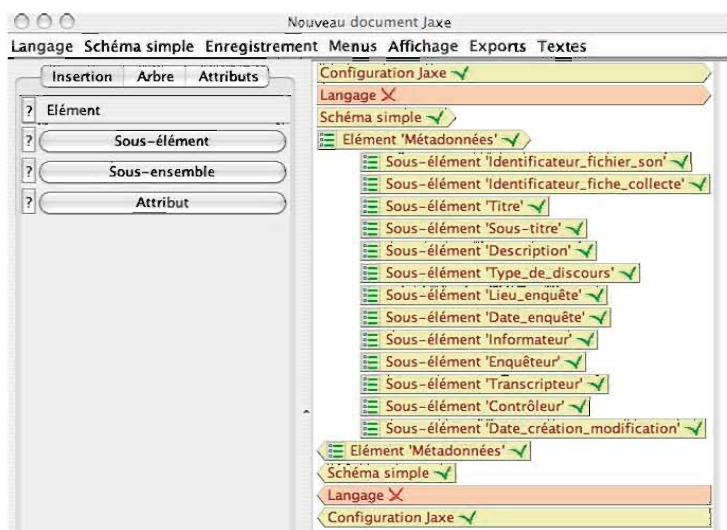 Nouveau document Jaxe
Langage Schéma simple Enregistrement Menus Affichage Exports Textes
Insertion Arbre Attributs
? Elément
? Sous-élément
? Sous-ensemble
? Attribut
Configuration Jaxe
Langage
Schéma simple
Elément 'Métadonnées'
Sous-élément 'Identificateur_fichier_son'
Sous-élément 'Identificateur_fiche_collecte'
Sous-élément 'Titre'
Sous-élément 'Sous-titre'
Sous-élément 'Description'
Sous-élément 'Type_de_discours'
Sous-élément 'Lieu_enquête'
Sous-élément 'Date_enquête'
Sous-élément 'Informateur'
Sous-élément 'Enquêteur'
Sous-élément 'Transcripteur'
Sous-élément 'Contrôleur'
Sous-élément 'Date_création_modification'
Elément 'Métadonnées'
Schéma simple
Langage
Configuration Jaxe